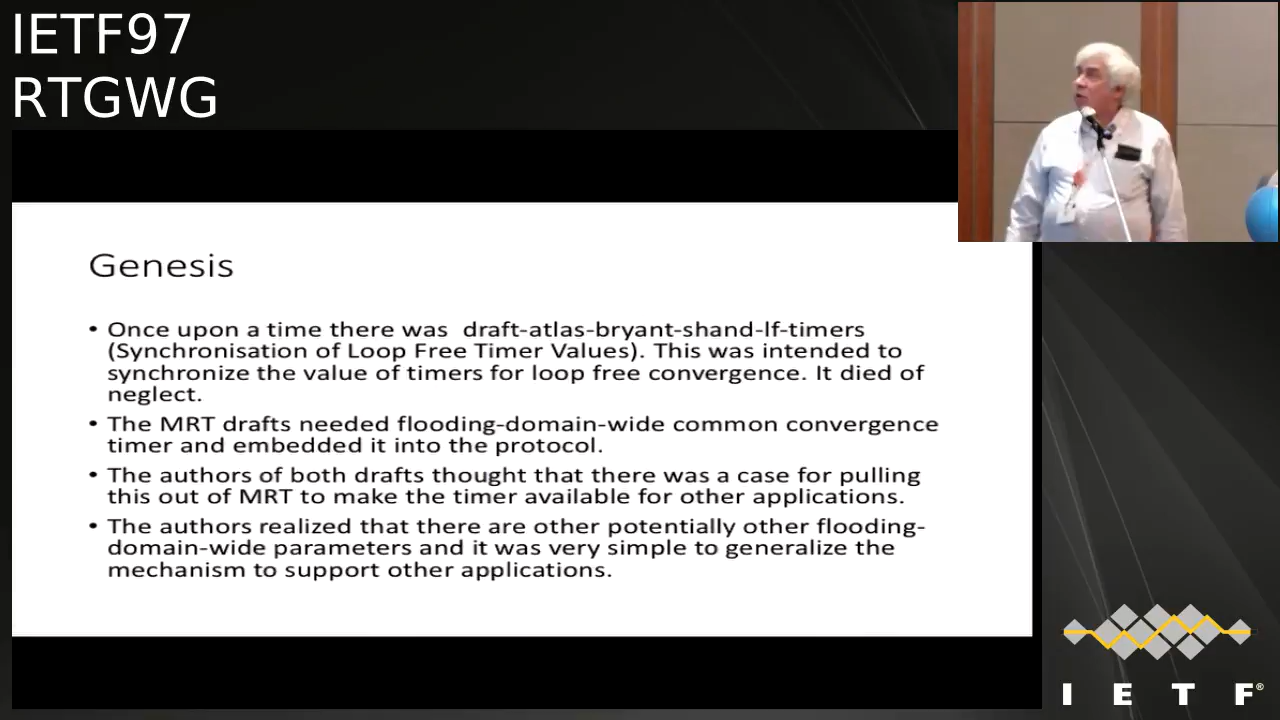 IETF97
RTGWG
Genesis
• Once upon a time there was  draft-atlas-bryant-shand-lf-timers
(Synchronisation of Loop Free Timer Values). This was intended to
synchronize the value of timers for loop free convergence. It died of
neglect.
• The MRT drafts needed flooding-domain-wide common convergence
timer and embedded it into the protocol.
• The authors of both drafts thought that there was a case for pulling
this out of MRT to make the timer available for other applications.
• The authors realized that there are other potentially other flooding-
domain-wide parameters and it was very simple to generalize the
mechanism to support other applications.
I E T F®